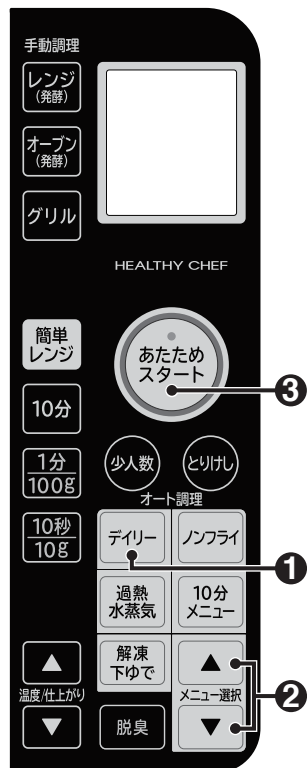 手動調理
レンジ
(発酵)
オーブン
(発酵)
グリル
HEALTHY CHEF
簡単
レンジ
あたため
スタート
❸
10分
1分
100g
少人数
とりけし
オート調理
10秒
10g
デイリー
ノンフライ
❶
過熱
水蒸気
10分
メニュー
解凍
下ゆで
▲
▲
温度/仕上がり
メニュー選択
❷
▼
脱臭
▼